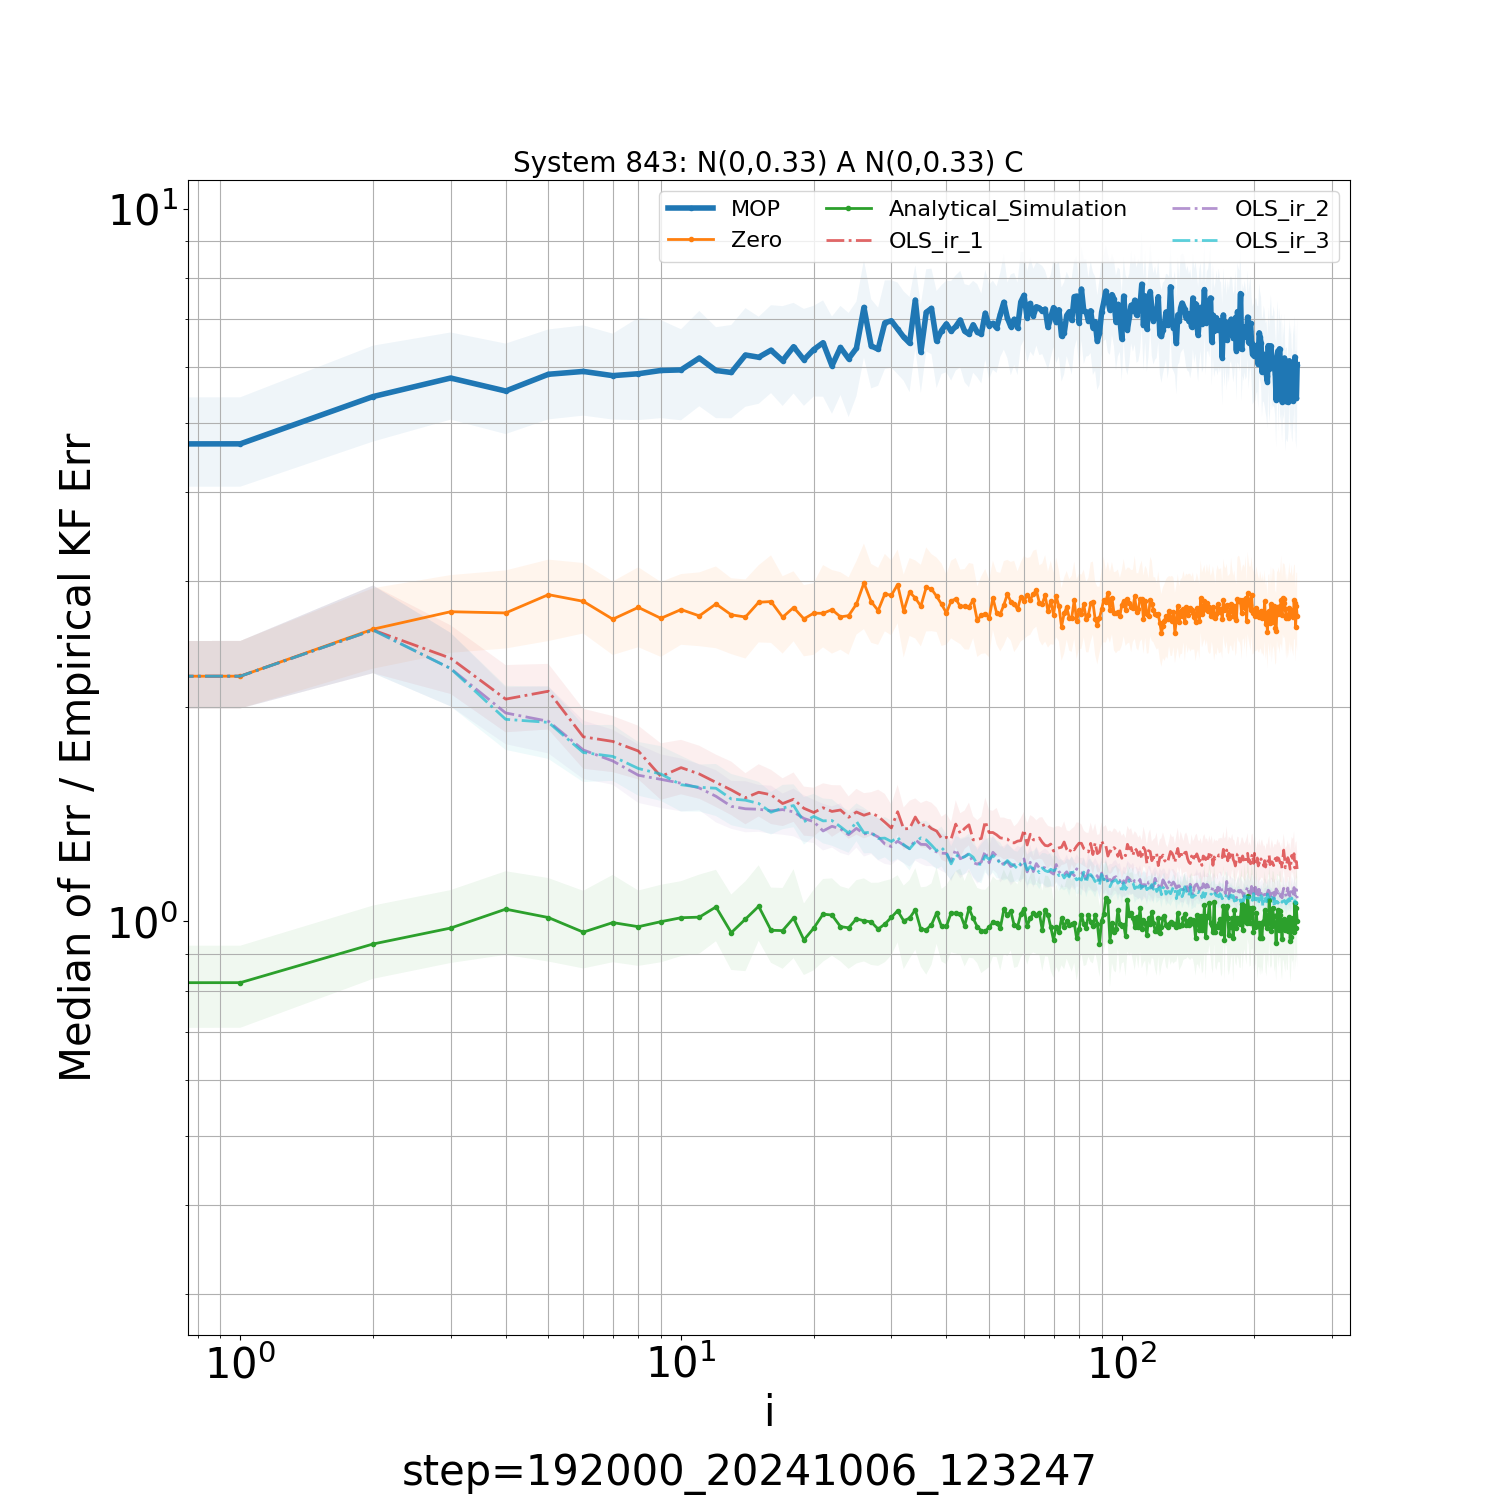 System 843: N(0,0.33) A N(0,0.33) C
MOP
Zero
Analytical_Simulation
OLS_ir_1
OLS_ir_2
OLS_ir_3
10¹
10⁰
Median of Err / Empirical KF Err
10⁰ 10¹ 10²
i
step=192000_20241006_123247